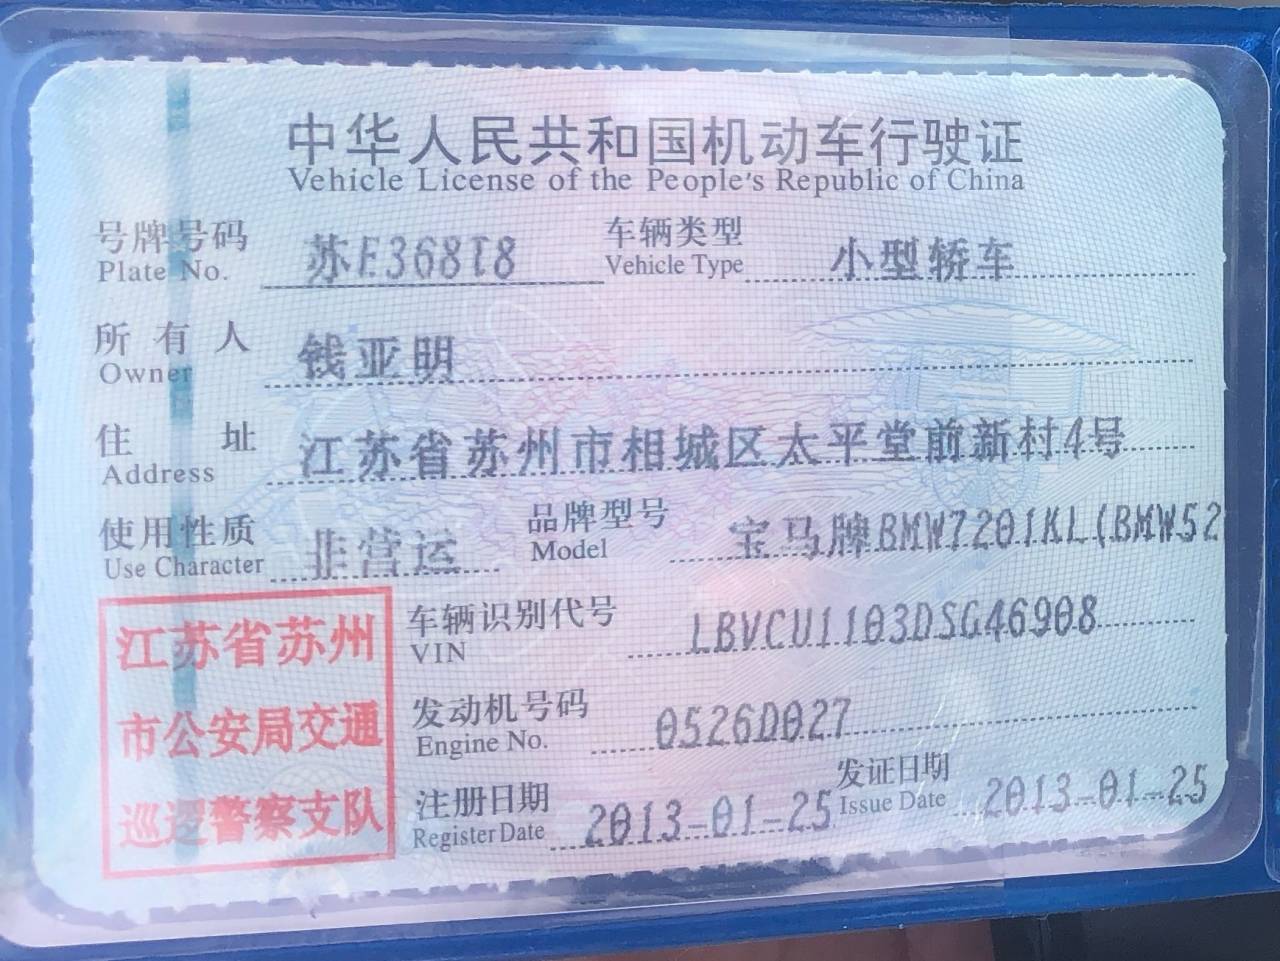 中华人民共和国机动车行驶证
Vehicle License of the People's Republic of China
号牌号码 苏E368T8 车辆类型 小型轿车
Plate No. Vehicle Type
所有人 钱亚明
Owner
住址 江苏省苏州市相城区太平堂前新村4号
Address
使用性质 非营运 品牌型号 宝马牌BMW7201KL(BMW52
Use Character Model
江苏省苏州
市公安局交通
巡逻警察支队
车辆识别代号 LBVCU1103DSG46908
VIN
发动机号码 0526D027
Engine No.
注册日期 2013-01-25 发证日期 2013-01-25
Register Date Issue Date